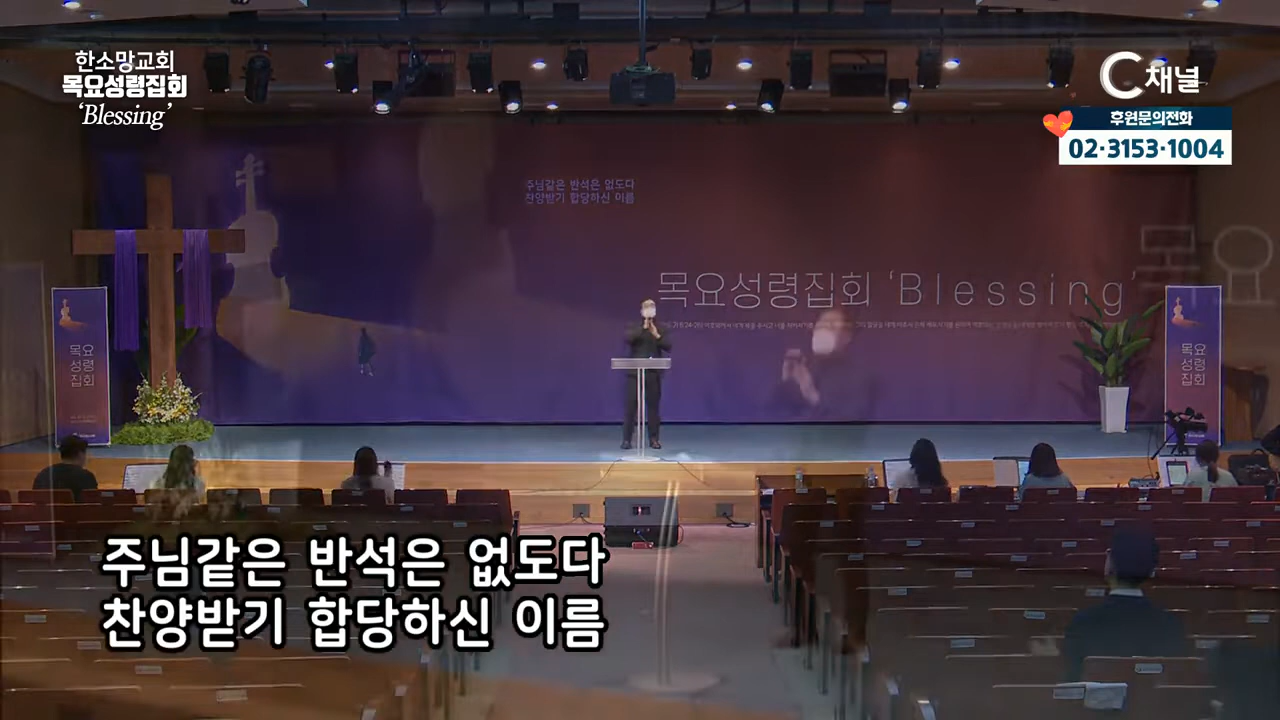 한소망교회
목요성령집회
‘Blessing’
C채널
후원문의전화
02·3153·1004
주님같은 반석은 없도다
찬양받기 합당하신 이름
목요성령집회 ‘Blessing’
목요
목요
성령
집회
목요
성령
집회
주님같은 반석은 없도다
찬양받기 합당하신 이름